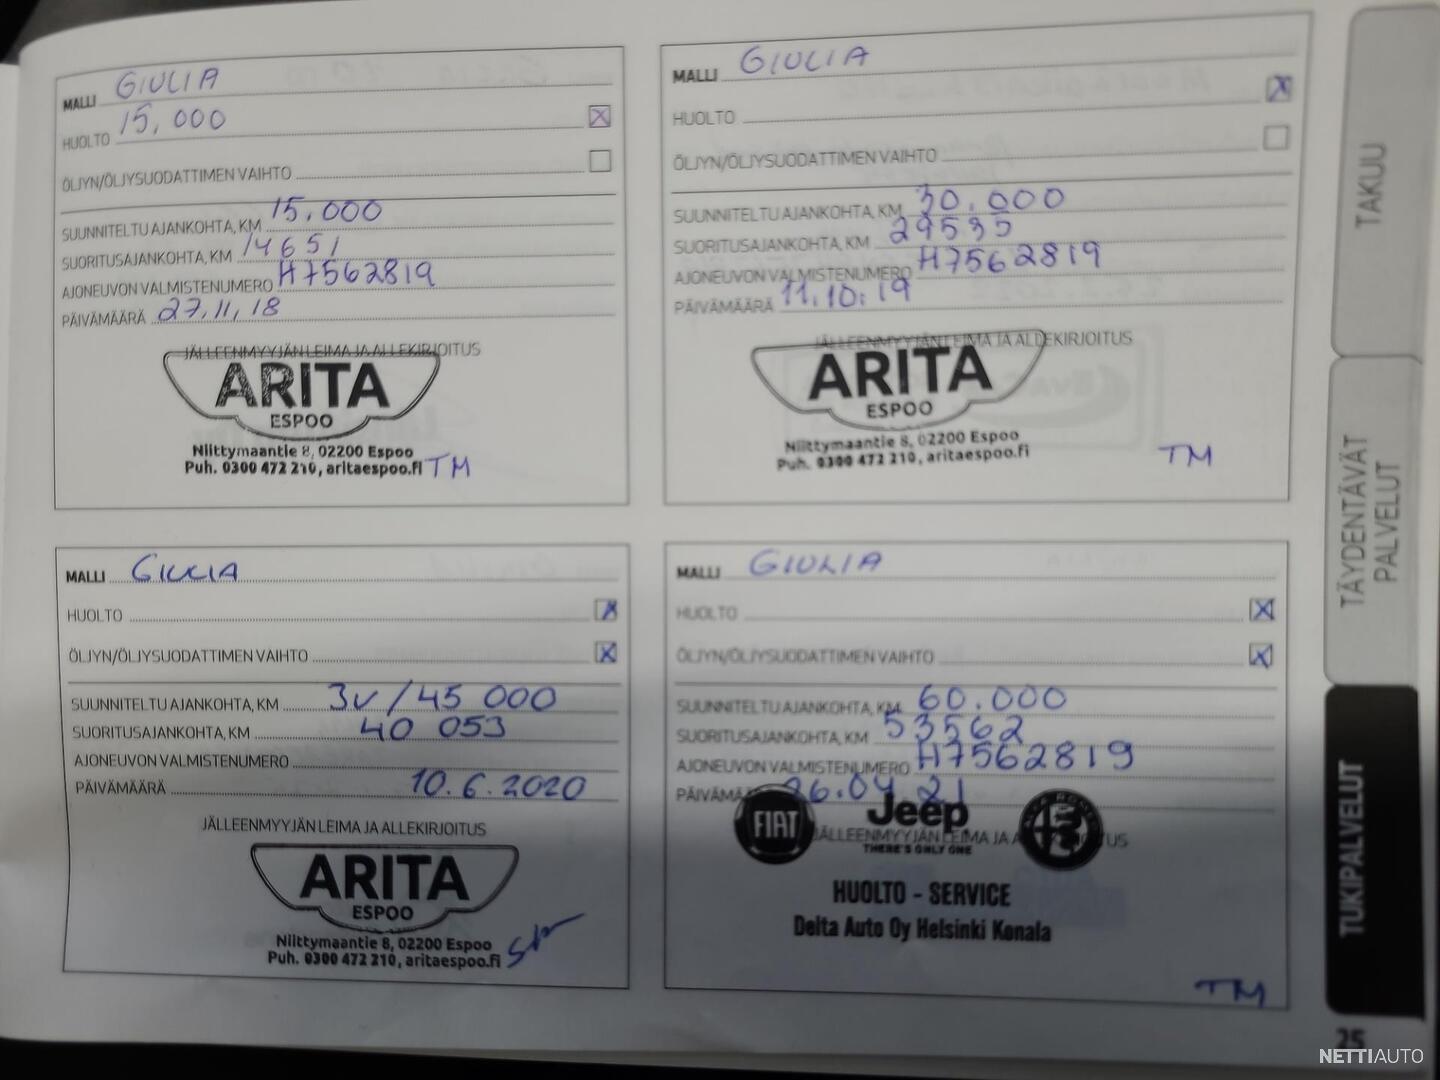 MALLI GIULIA
HUOLTO 15,000
ÖLJYN/ÖLJYSUODATTIMEN VAIHTO
SUUNNITELTU AJANKOHTA, KM 15.000
SUORITUSAJANKOHTA, KM 14651
AJONEUVON VALMISTENUMERO H7562819
PÄIVÄMÄÄRÄ 27.11.18
JÄLLEENMYYJÄN LEIMA JA ALLEKIRJOITUS
ARITA
ESPOO
Niittymaantie 8, 02200 Espoo
Puh. 0300 472 210, aritaespoo.fi TM
MALLI GIULIA
HUOLTO
ÖLJYN/ÖLJYSUODATTIMEN VAIHTO
SUUNNITELTU AJANKOHTA, KM 30.000
SUORITUSAJANKOHTA, KM 29535
AJONEUVON VALMISTENUMERO H7562819
PÄIVÄMÄÄRÄ 11.10.19
JÄLLEENMYYJÄN LEIMA JA ALLEKIRJOITUS
ARITA
ESPOO
Niittymaantie 8, 02200 Espoo
Puh. 0300 472 210, aritaespoo.fi
TM
MALLI GIULIA
HUOLTO
ÖLJYN/ÖLJYSUODATTIMEN VAIHTO
SUUNNITELTU AJANKOHTA, KM 3v/45 000
SUORITUSAJANKOHTA, KM 40 053
AJONEUVON VALMISTENUMERO
PÄIVÄMÄÄRÄ 10.6.2020
JÄLLEENMYYJÄN LEIMA JA ALLEKIRJOITUS
ARITA
ESPOO
Niittymaantie 8, 02200 Espoo
Puh. 0300 472 210, aritaespoo.fi
MALLI GIULIA
HUOLTO
ÖLJYN/ÖLJYSUODATTIMEN VAIHTO
SUUNNITELTU AJANKOHTA, KM 60.000
SUORITUSAJANKOHTA, KM 53562
AJONEUVON VALMISTENUMERO H7562819
PÄIVÄMÄÄ 26.04.21
FIAT Jeep
JÄLLEENMYYJÄN LEIMA JA A KIRJOITUS
THERE'S ONLY ONE
HUOLTO - SERVICE
Delta Auto Oy Helsinki Konala
TM
TAKUU
TÄYDENTÄVÄT
PALVELUT
TUKIPALVELUT
25
NETTIAUTO